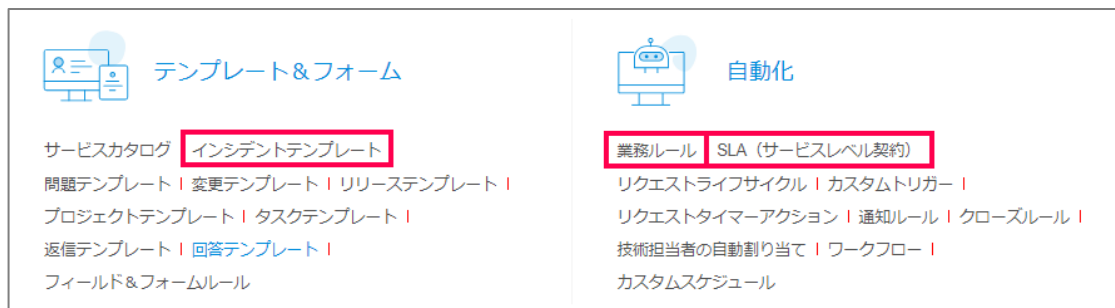 テンプレート&フォーム
サービスカタログ インシデントテンプレート
問題テンプレート | 変更テンプレート | リリーステンプレート |
プロジェクトテンプレート | タスクテンプレート |
返信テンプレート | 回答テンプレート |
フィールド&フォームルール
自動化
業務ルール SLA(サービスレベル契約)
リクエストライフサイクル | カスタムトリガー |
リクエストタイマーアクション | 通知ルール | クローズルール |
技術担当者の自動割り当て | ワークフロー |
カスタムスケジュール